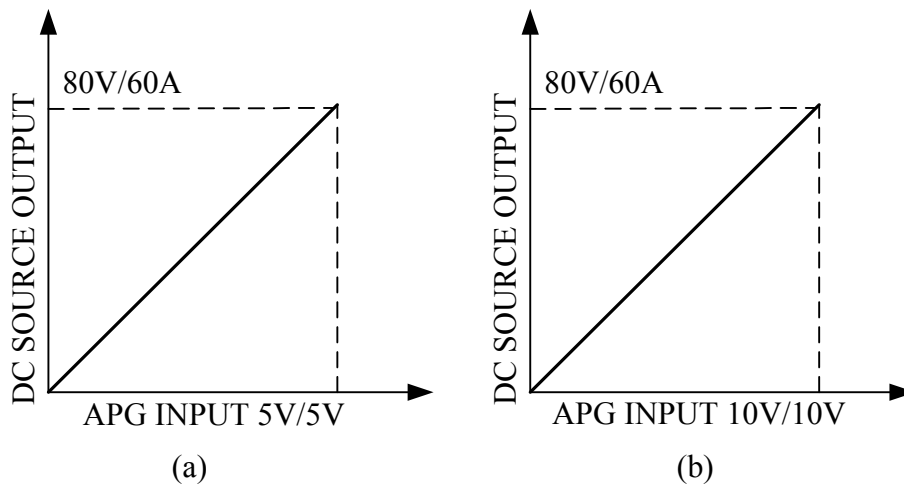 80V/60A
DC SOURCE OUTPUT
APG INPUT 5V/5V
(a)
80V/60A
DC SOURCE OUTPUT
APG INPUT 10V/10V
(b)